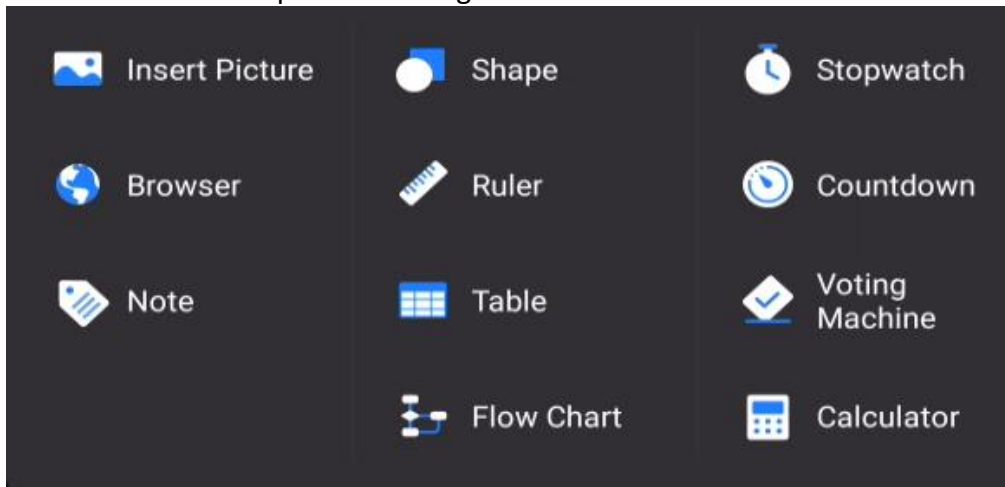 Insert Picture
Shape
Stopwatch
Browser
Ruler
Countdown
Note
Table
Voting
Machine
Flow Chart
Calculator